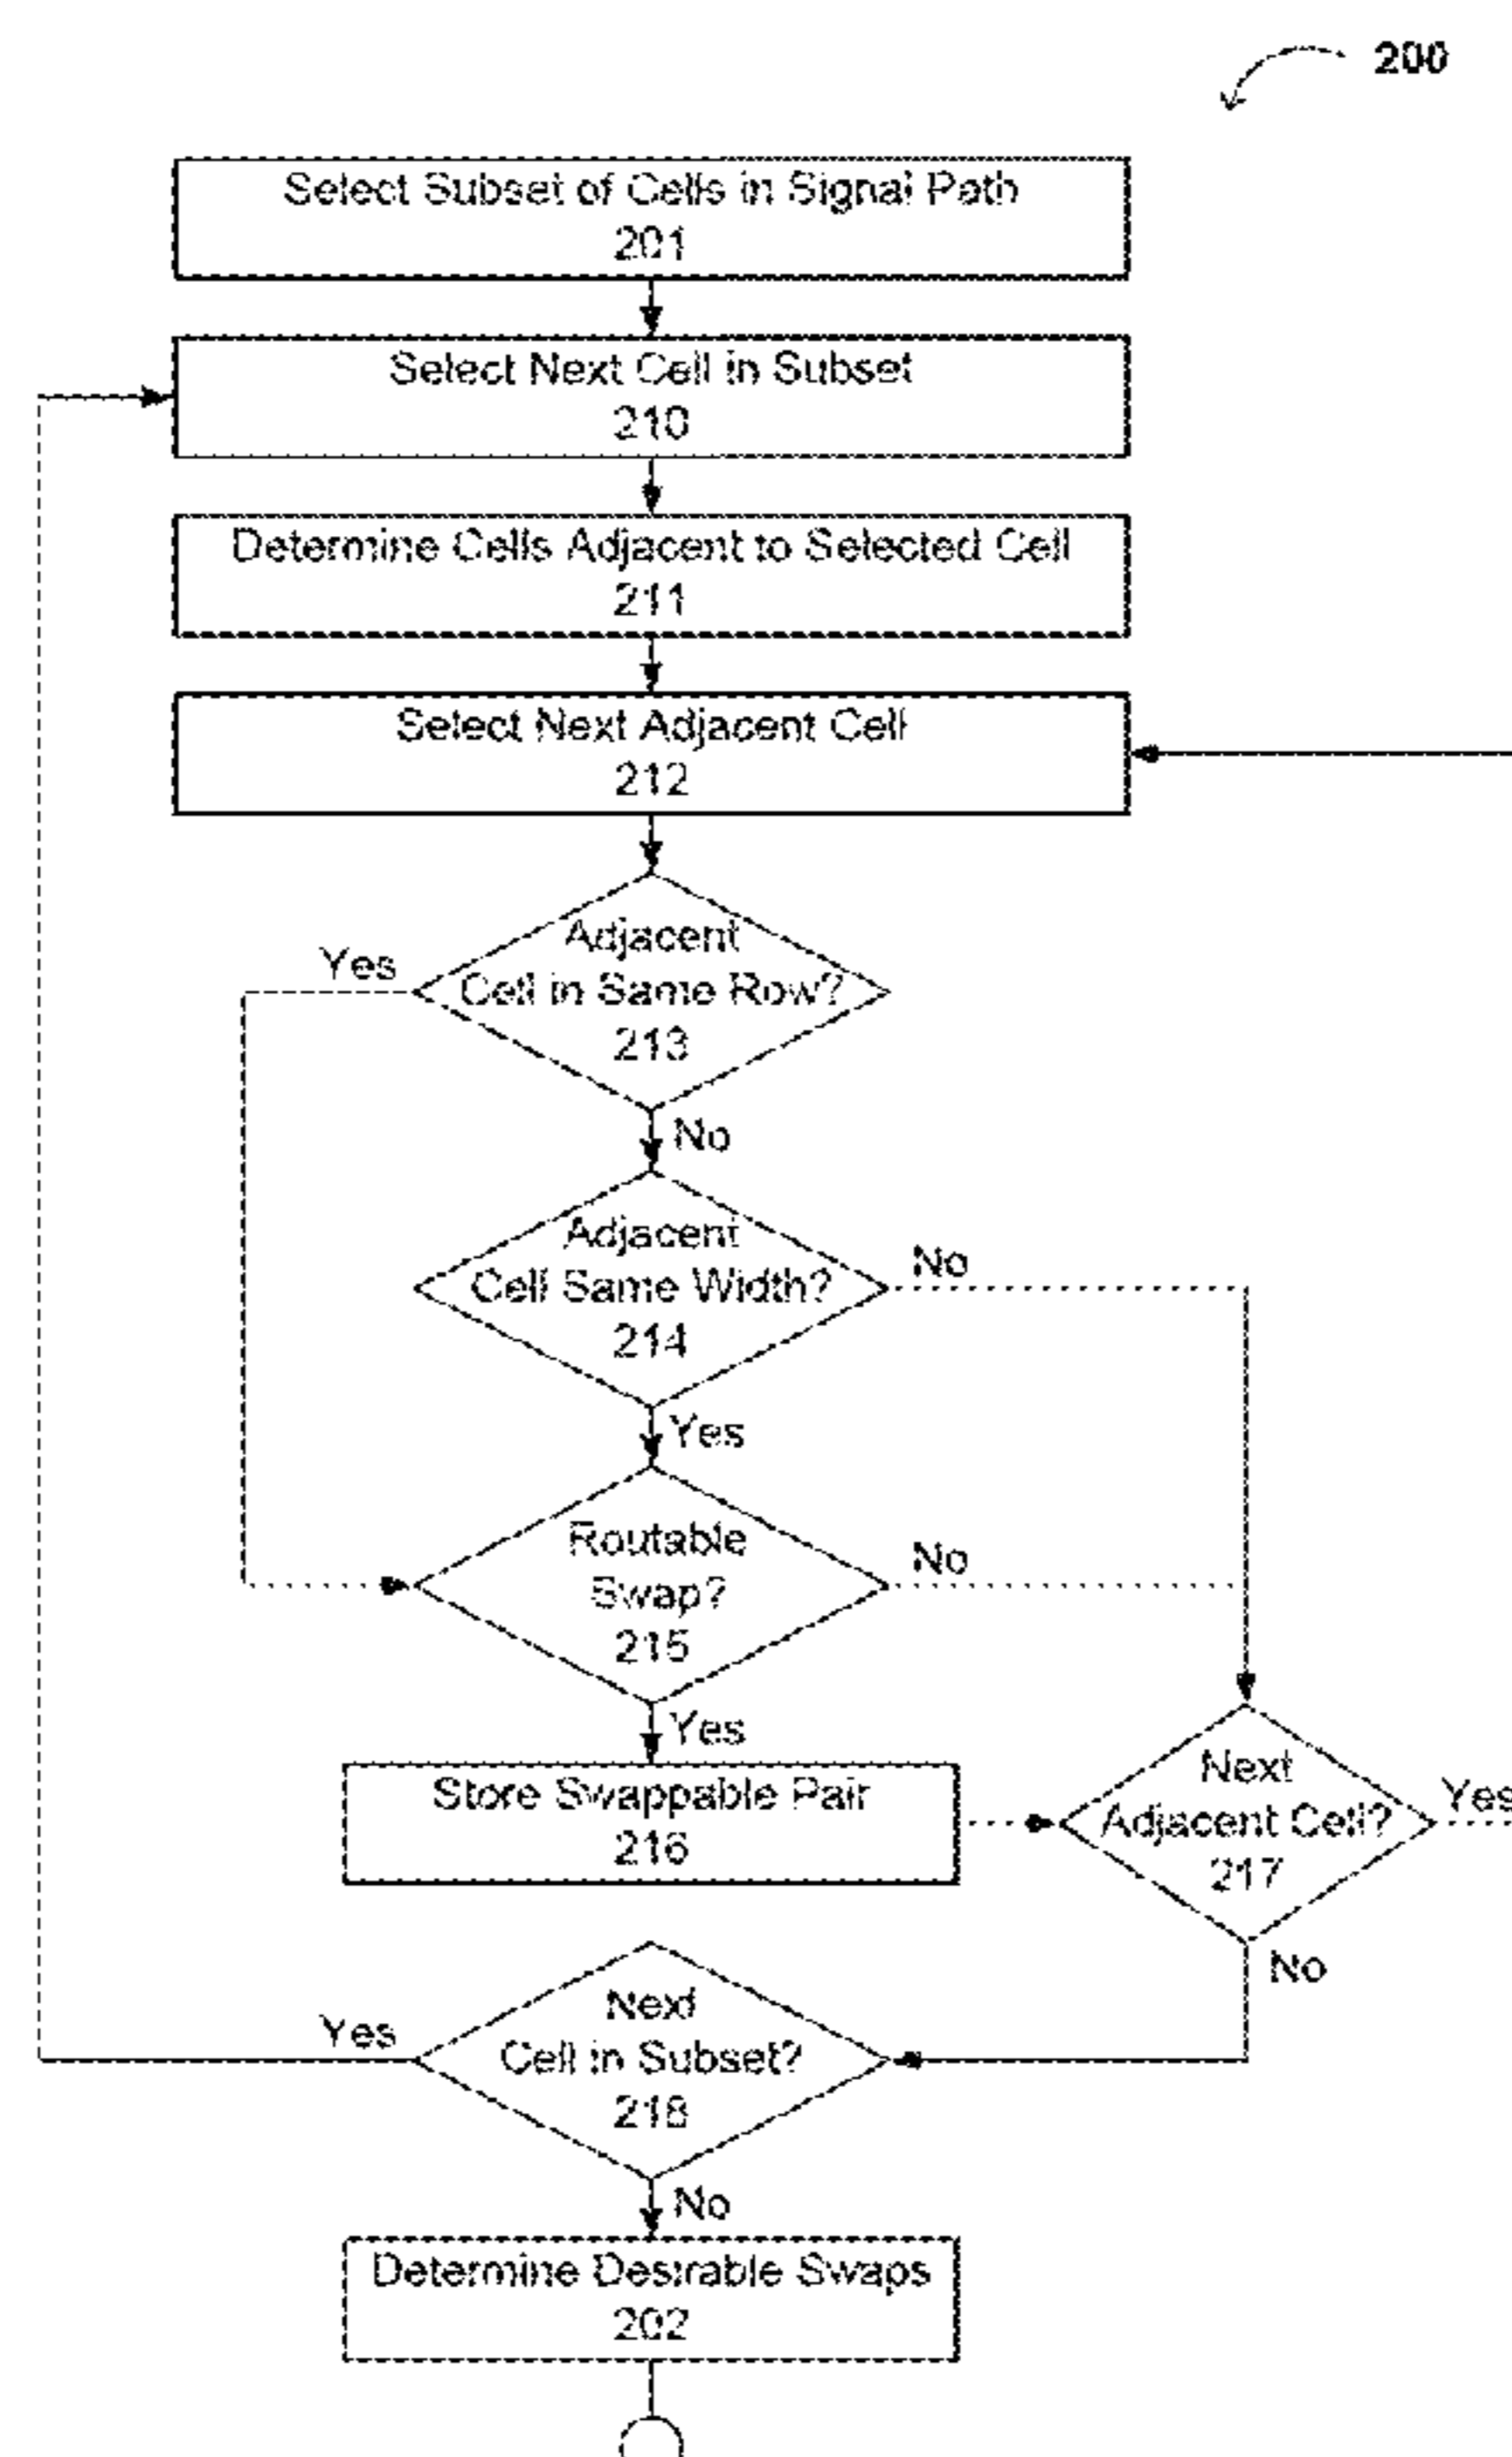 200
Select Subset of Cells in Signal Path
201
Select Next Cell in Subset
210
Determine Cells Adjacent to Selected Cell
211
Select Next Adjacent Cell
212
Adjacent
Cell in Same Row?
213
Yes
No
Adjacent
Cell Same Width?
214
No
Yes
Routable
Swap?
215
No
Yes
Store Swappable Pair
216
Next
Adjacent Cell?
217
Yes
No
Next
Cell in Subset?
218
Yes
No
Determine Desirable Swaps
202